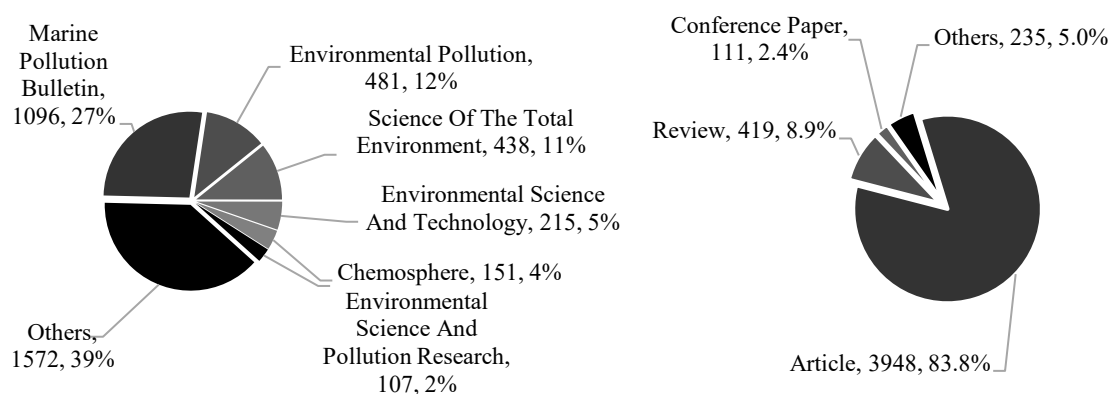 Marine
Pollution
Bulletin,
1096, 27%
Environmental Pollution,
481, 12%
Science Of The Total
Environment, 438, 11%
Environmental Science
And Technology, 215, 5%
Chemosphere, 151, 4%
Environmental
Science And
Pollution Research,
107, 2%
Others,
1572, 39%
Conference Paper,
111, 2.4%
Others, 235, 5.0%
Review, 419, 8.9%
Article, 3948, 83.8%